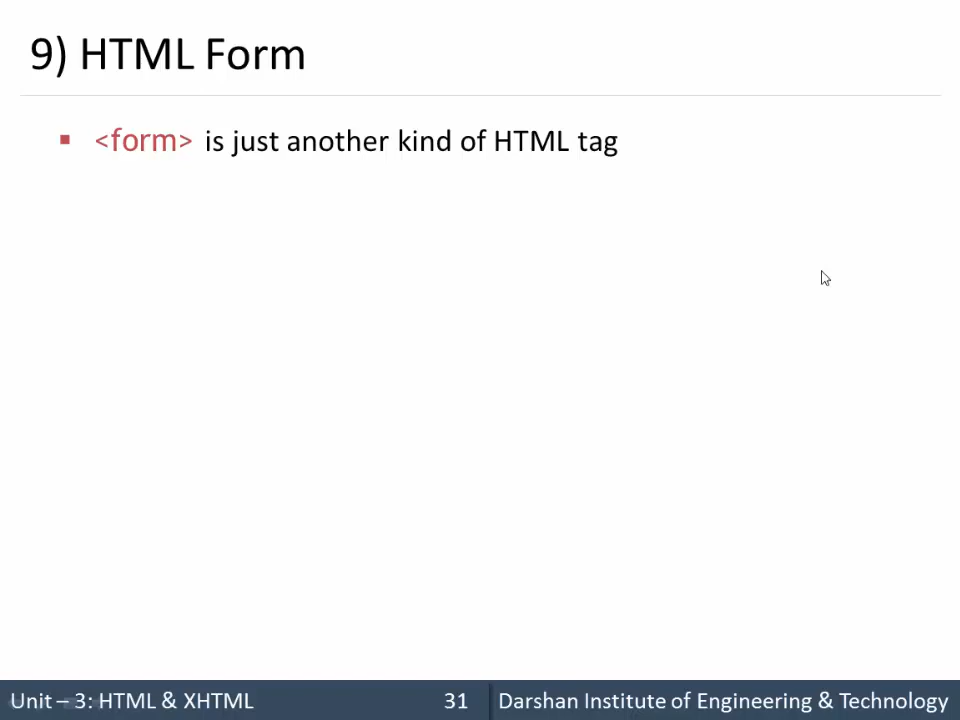 9) HTML Form
<form> is just another kind of HTML tag
Unit – 3: HTML & XHTML 31 Darshan Institute of Engineering & Technology